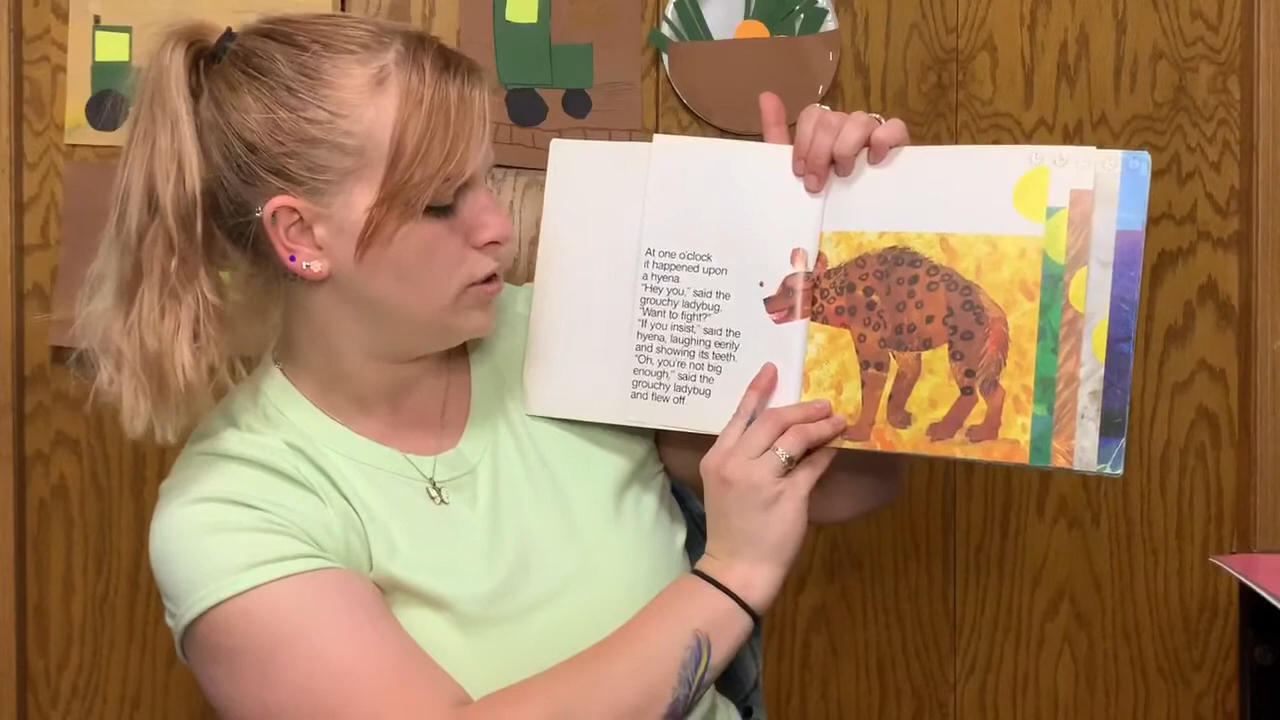 At one o'clock
it happened upon
a hyena.
"Hey you," said the
grouchy ladybug.
"Want to fight?"
"If you insist," said the
hyena, laughing eerily
and showing its teeth.
"Oh, you're not big
enough," said the
grouchy ladybug
and flew off.